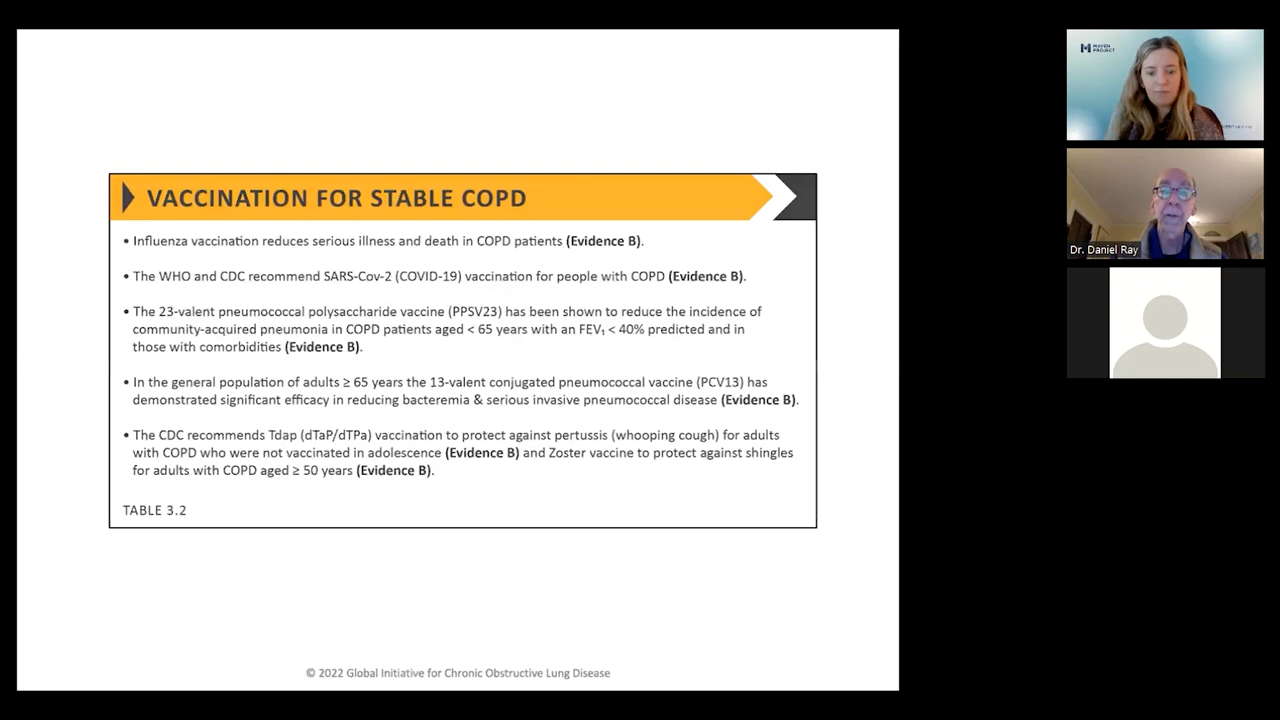 VACCINATION FOR STABLE COPD
• Influenza vaccination reduces serious illness and death in COPD patients (Evidence B).
• The WHO and CDC recommend SARS-Cov-2 (COVID-19) vaccination for people with COPD (Evidence B).
• The 23-valent pneumococcal polysaccharide vaccine (PPSV23) has been shown to reduce the incidence of
community-acquired pneumonia in COPD patients aged < 65 years with an FEV₁ < 40% predicted and in
those with comorbidities (Evidence B).
• In the general population of adults ≥ 65 years the 13-valent conjugated pneumococcal vaccine (PCV13) has
demonstrated significant efficacy in reducing bacteremia & serious invasive pneumococcal disease (Evidence B).
• The CDC recommends Tdap (dTaP/dTPa) vaccination to protect against pertussis (whooping cough) for adults
with COPD who were not vaccinated in adolescence (Evidence B) and Zoster vaccine to protect against shingles
for adults with COPD aged ≥ 50 years (Evidence B).
TABLE 3.2
© 2022 Global Initiative for Chronic Obstructive Lung Disease
MAVEN
PROJECT
Dr. Daniel Ray